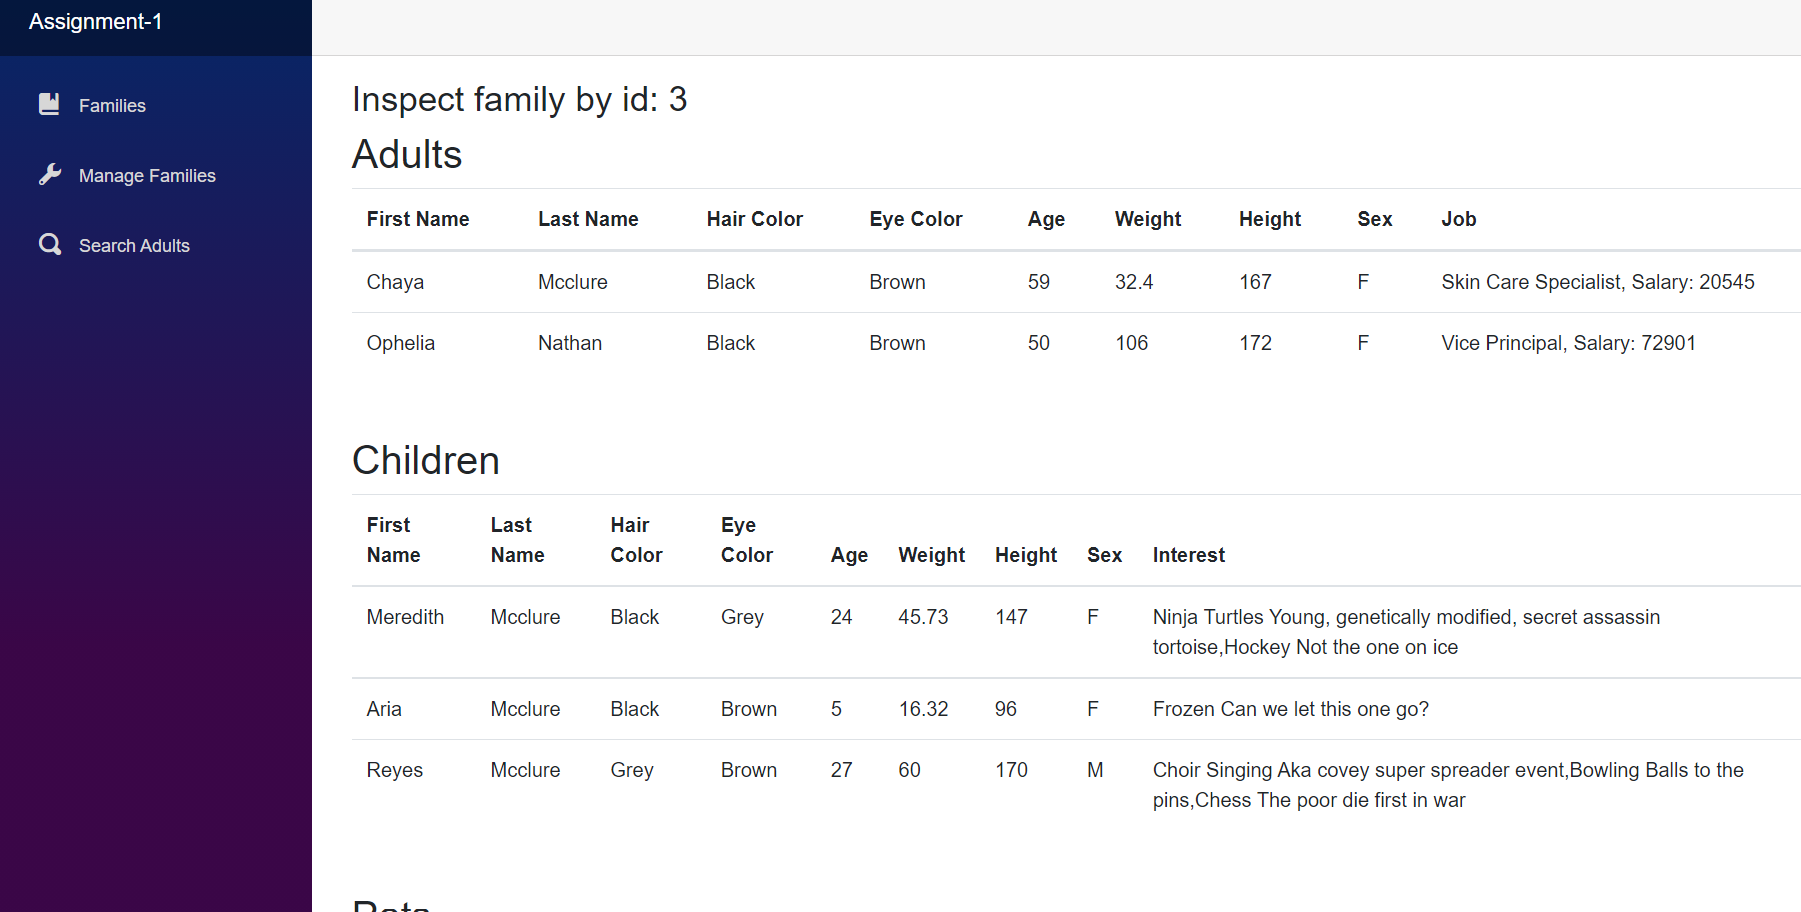 Assignment-1
Families
Manage Families
Search Adults
Inspect family by id: 3
Adults
First Name Last Name Hair Color Eye Color Age Weight Height Sex Job
Chaya Mcclure Black Brown 59 32.4 167 F Skin Care Specialist, Salary: 20545
Ophelia Nathan Black Brown 50 106 172 F Vice Principal, Salary: 72901
Children
First Last Hair Eye
Name Name Color Color Age Weight Height Sex Interest
Meredith Mcclure Black Grey 24 45.73 147 F Ninja Turtles Young, genetically modified, secret assassin
tortoise,Hockey Not the one on ice
Aria Mcclure Black Brown 5 16.32 96 F Frozen Can we let this one go?
Reyes Mcclure Grey Brown 27 60 170 M Choir Singing Aka covey super spreader event,Bowling Balls to the
pins,Chess The poor die first in war